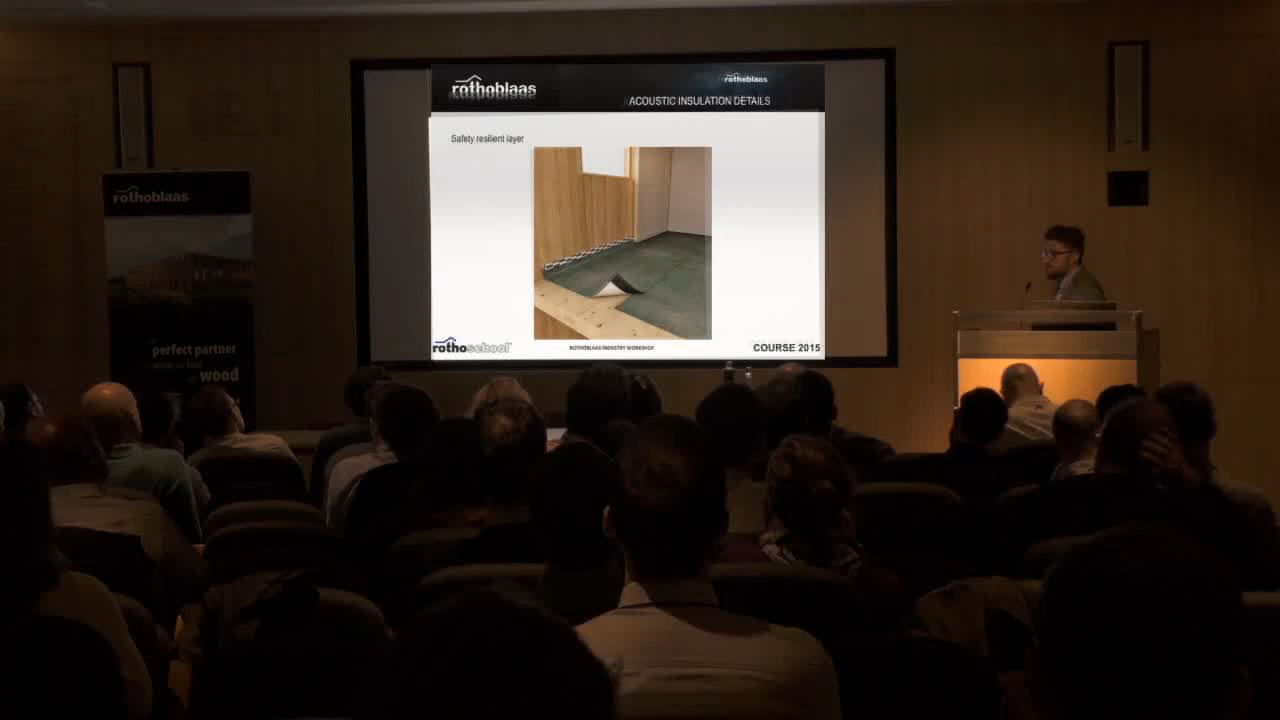 rothoblaas
rothoblaas
ACOUSTIC INSULATION DETAILS
Safety resilient layer
rothoschool
ROTHOBLAAS INDUSTRY WORKSHOP
COURSE 2015
rothoblaas
perfect partner
wood